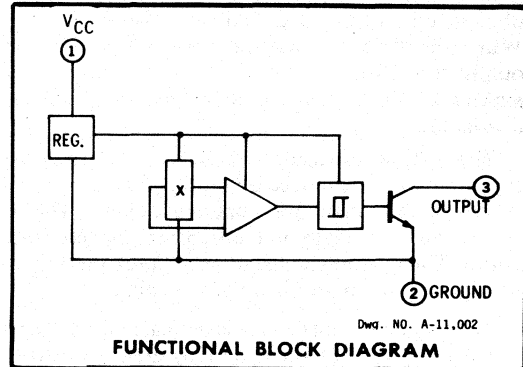 VCC
1
REG.
X
3
OUTPUT
2 GROUND
Dwg. NO. A-11,002
FUNCTIONAL BLOCK DIAGRAM